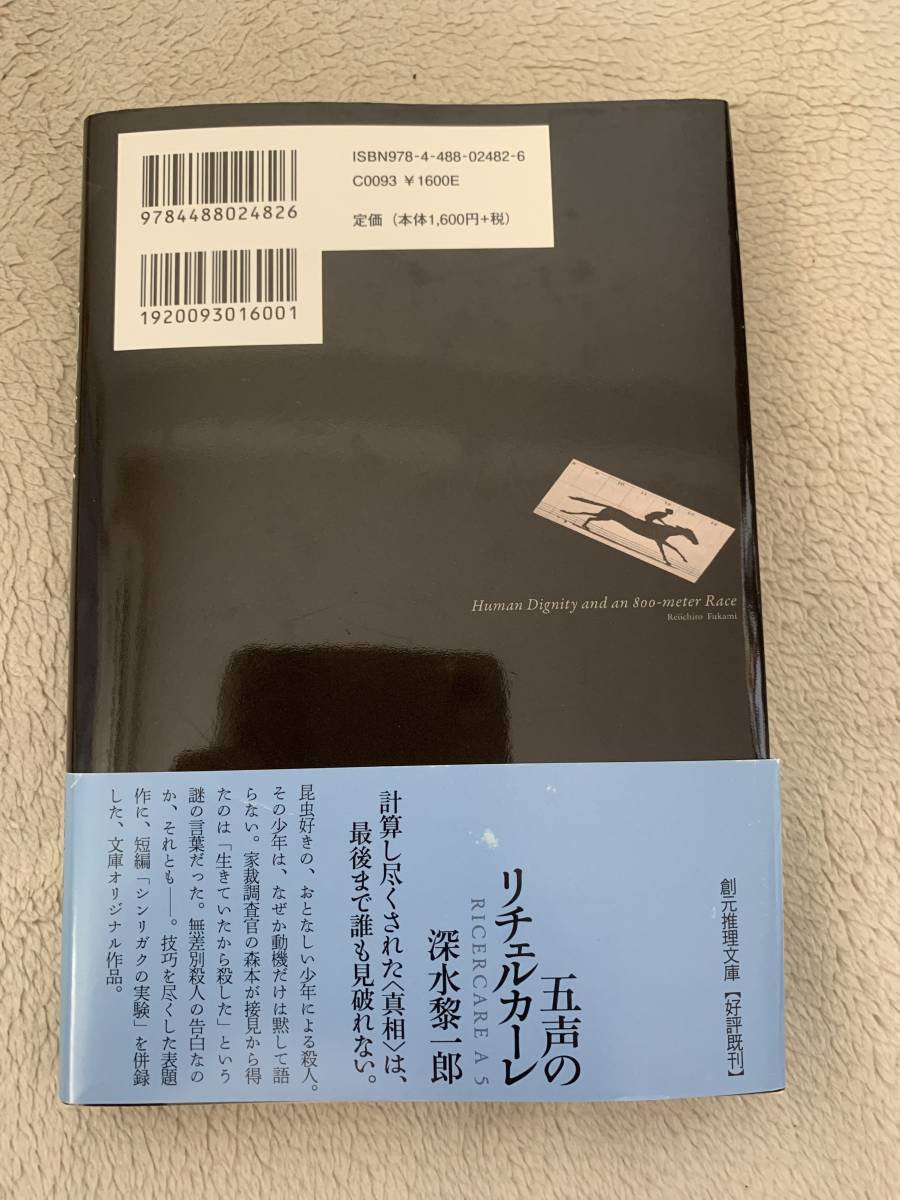 ISBN978-4-488-02482-6
C0093 ¥1600E
定価（本体1,600円+税）
9784488024826
1920093016001
Human Dignity and an 800-meter Race
Reiichiro Fukami
創元推理文庫【好評既刊】
五声の
リチェルカーレ
RICERCARE A 5
深水黎一郎
計算し尽くされた〈真相〉は、
最後まで誰も見破れない。
昆虫好きの、おとなしい少年による殺人。
その少年は、なぜか動機だけは黙して語
らない。家裁調査官の森本が接見から得
たのは「生きていたから殺した」という
謎の言葉だった。無差別殺人の告白なの
か、それとも――。技巧を尽くした表題
作に、短編「シンリガクの実験」を併録
した、文庫オリジナル作品。